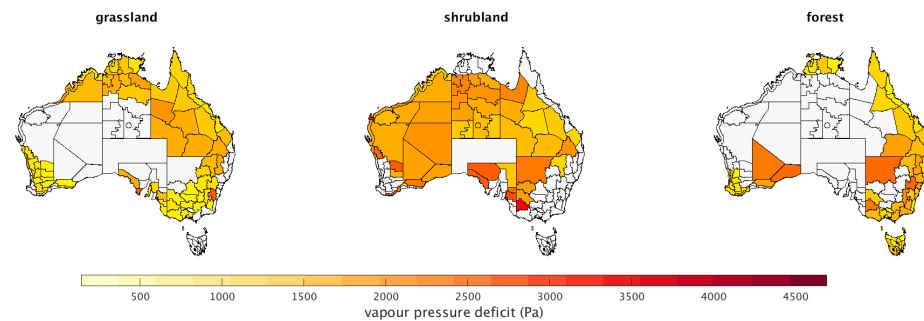 grassland shrubland forest
500 1000 1500 2000 2500 3000 3500 4000 4500
vapour pressure deficit (Pa)